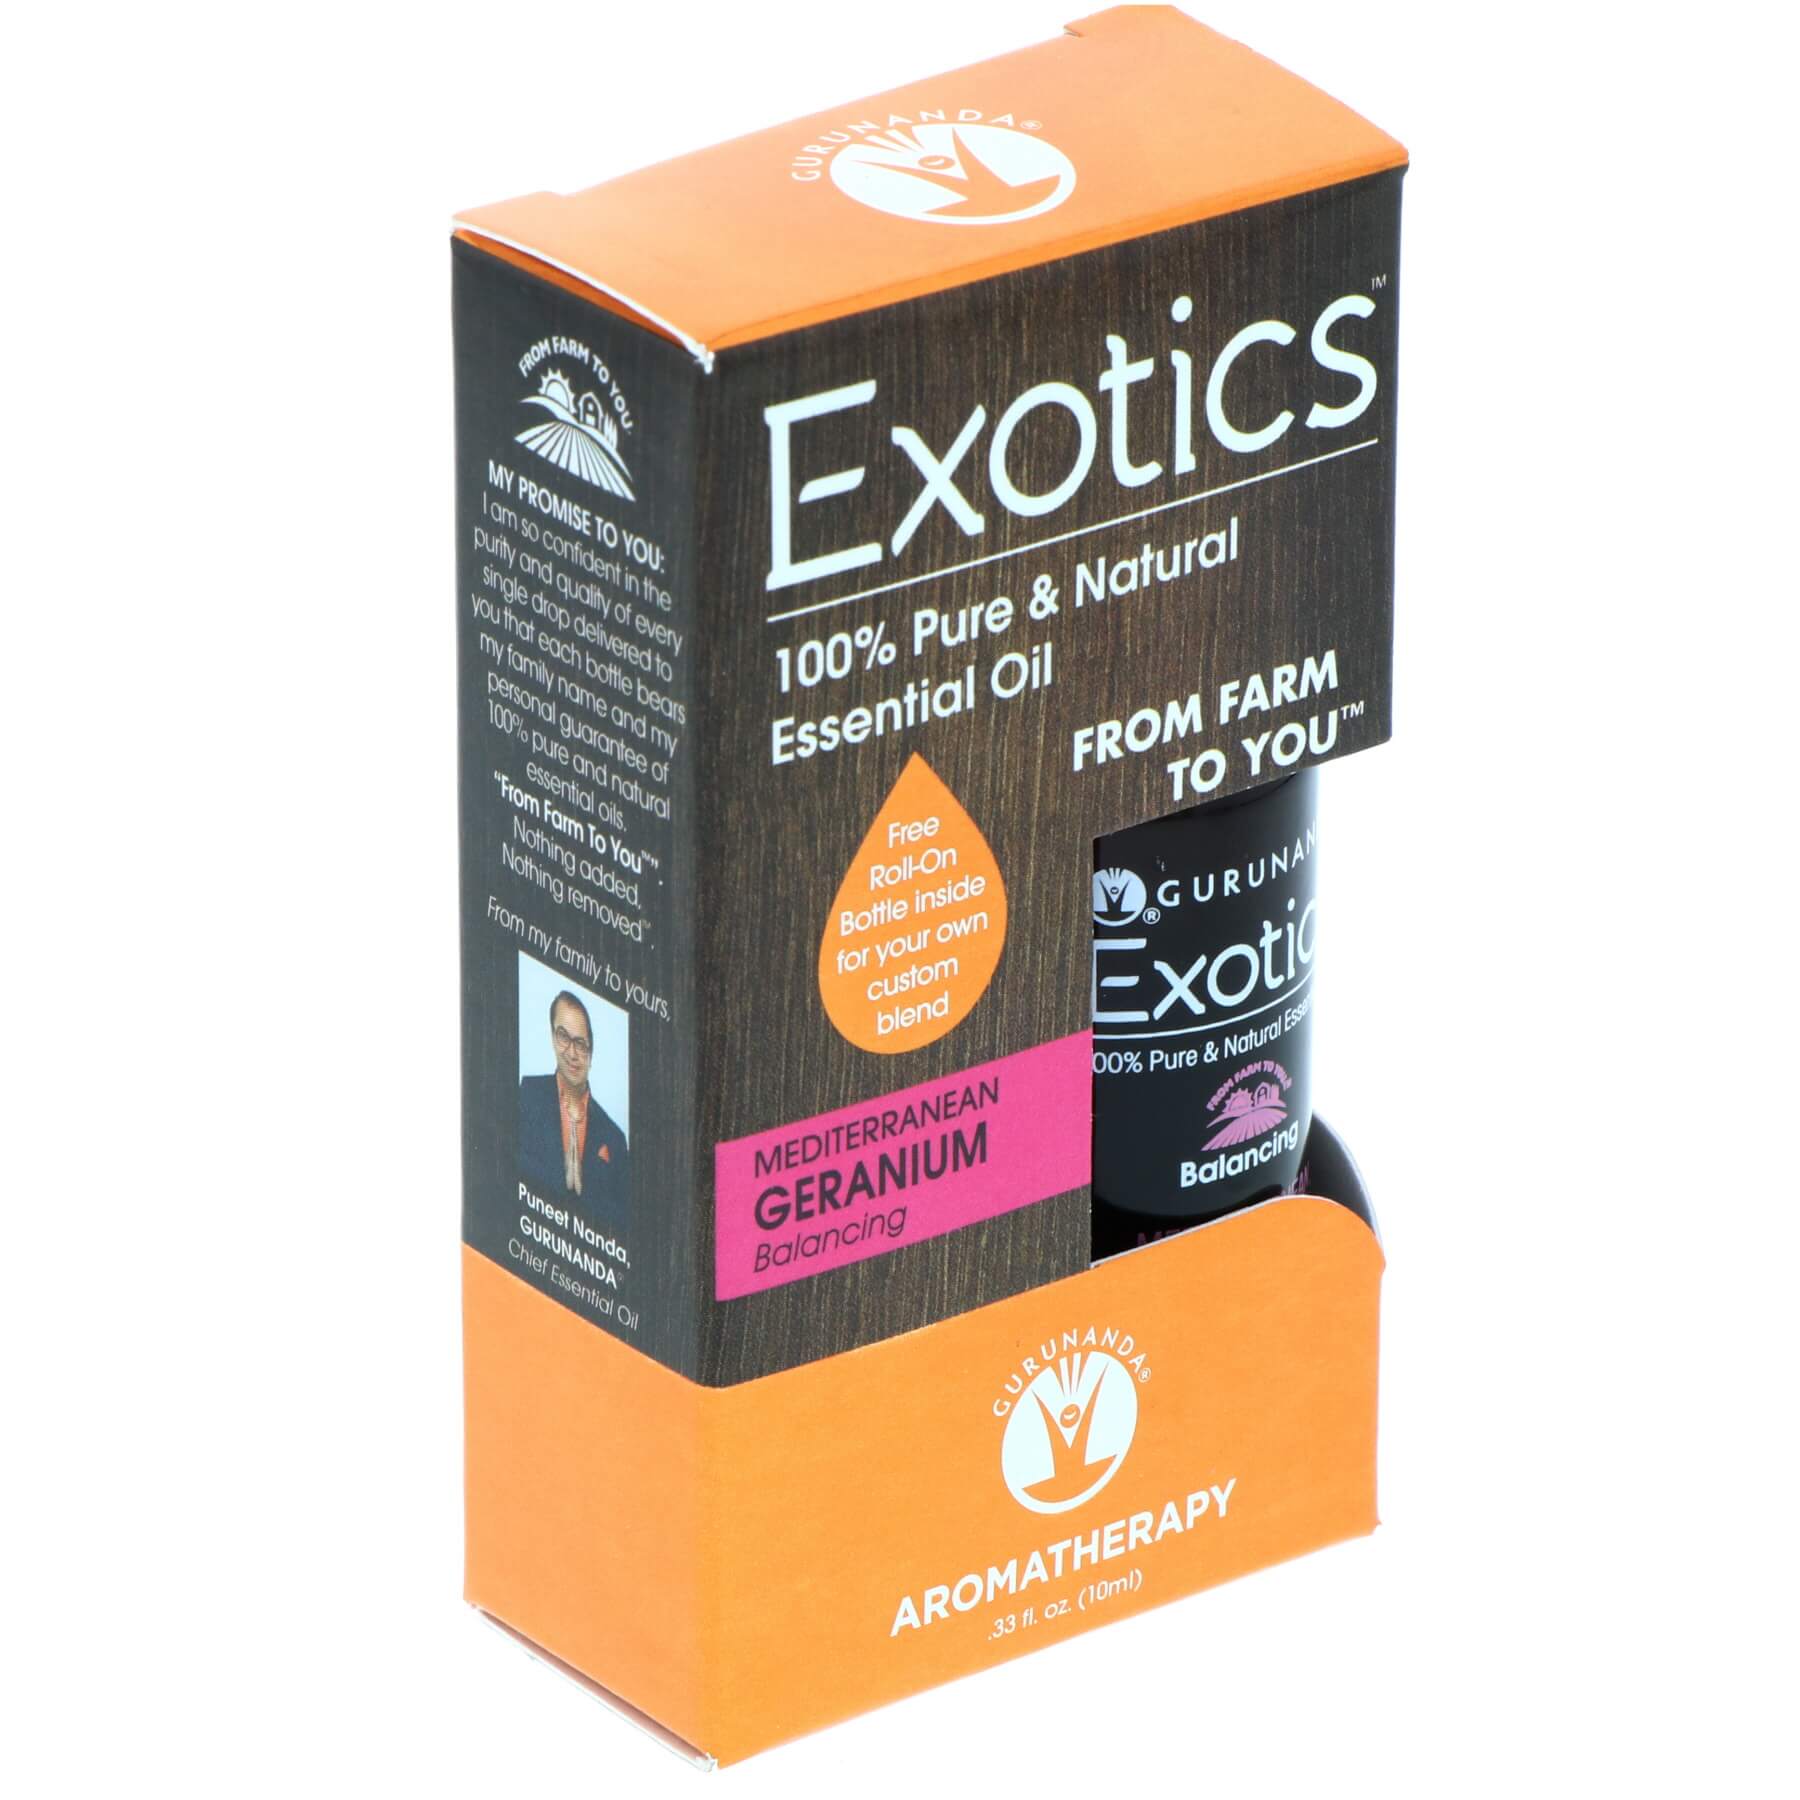 GURUNANDA®
FROM FARM TO YOU
MY PROMISE TO YOU:
I am so confident in the
purity and quality of every
single drop delivered to
you that each bottle bears
my family name and my
personal guarantee of
100% pure and natural
essential oils.
"From Farm To You™".
Nothing added,
Nothing removed™.
From my family to yours,
Puneet Nanda,
GURUNANDA®
Chief Essential Oil
Exotics™
100% Pure & Natural
Essential Oil
FROM FARM
TO YOU™
Free
Roll-On
Bottle inside
for your own
custom
blend
MEDITERRANEAN
GERANIUM
Balancing
® GURUNAN
Exotic
00% Pure & Natural Esse
FROM FARM TO YOU
Balancing
GURUNANDA®
AROMATHERAPY
.33 fl. oz. (10ml)